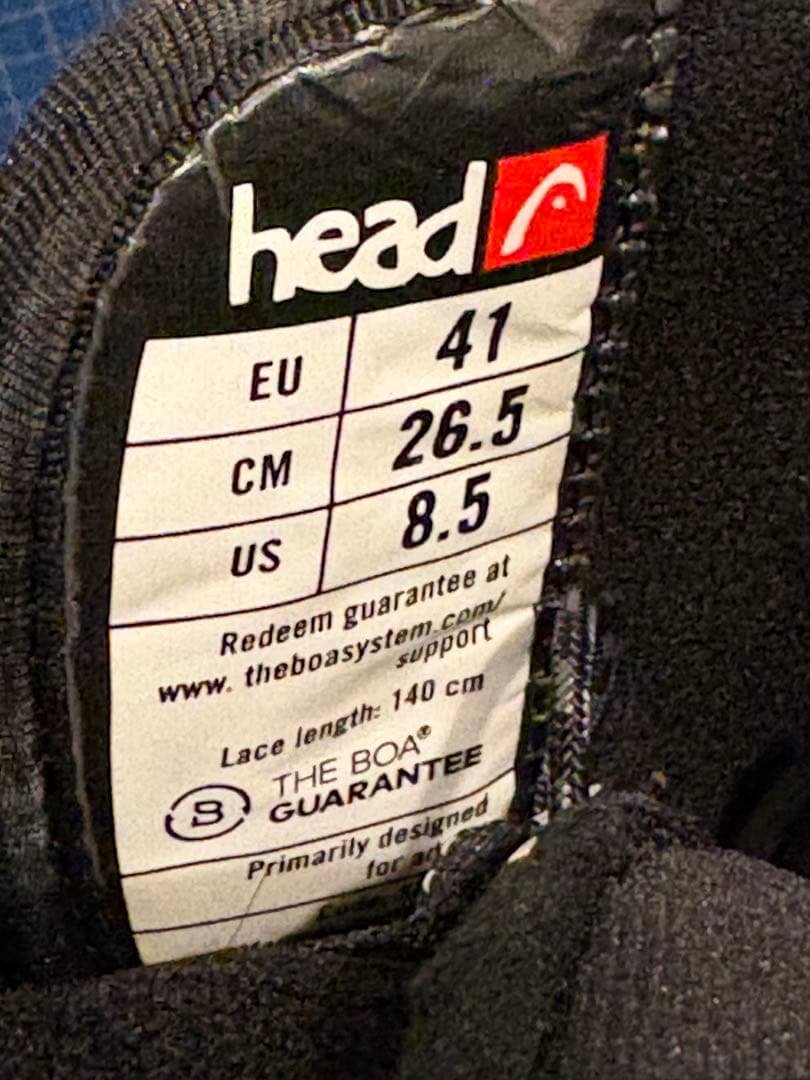 head
EU 41
CM 26.5
US 8.5
Redeem guarantee at
www. theboasystem.com/
support
Lace length: 140 cm
B THE BOA®
GUARANTEE
Primarily designed
for